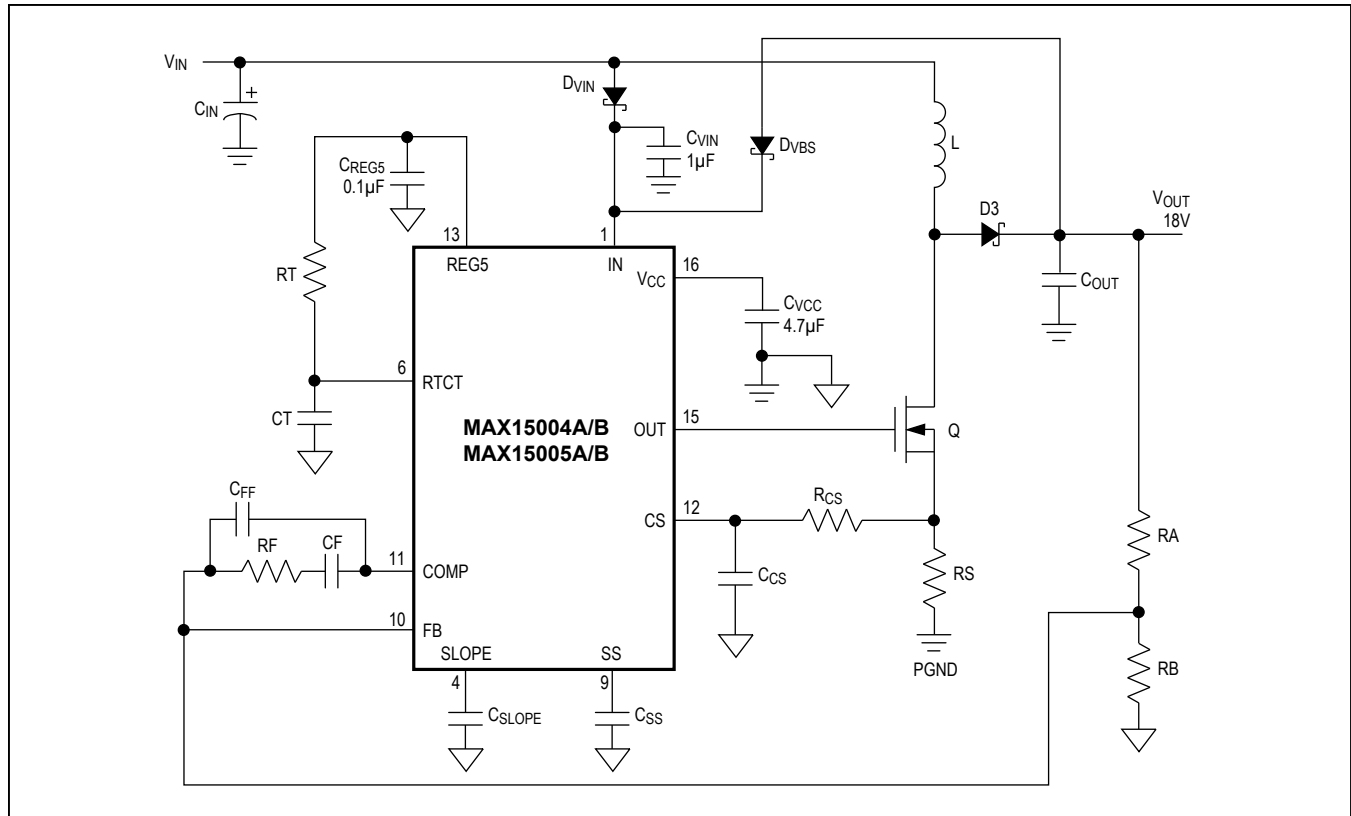 VIN
CIN
+
DVIN
CVIN
1µF
DVBS
L
CREG5
0.1µF
D3
VOUT
18V
13
REG5
1
IN
16
VCC
CVCC
4.7µF
COUT
RT
6
RTCT
CT
MAX15004A/B
MAX15005A/B
OUT
15
Q
CFF
RF
CF
11
COMP
CS
12
RCS
CCS
RS
PGND
RA
10
FB
SLOPE
4
CSLOPE
SS
9
CSS
RB